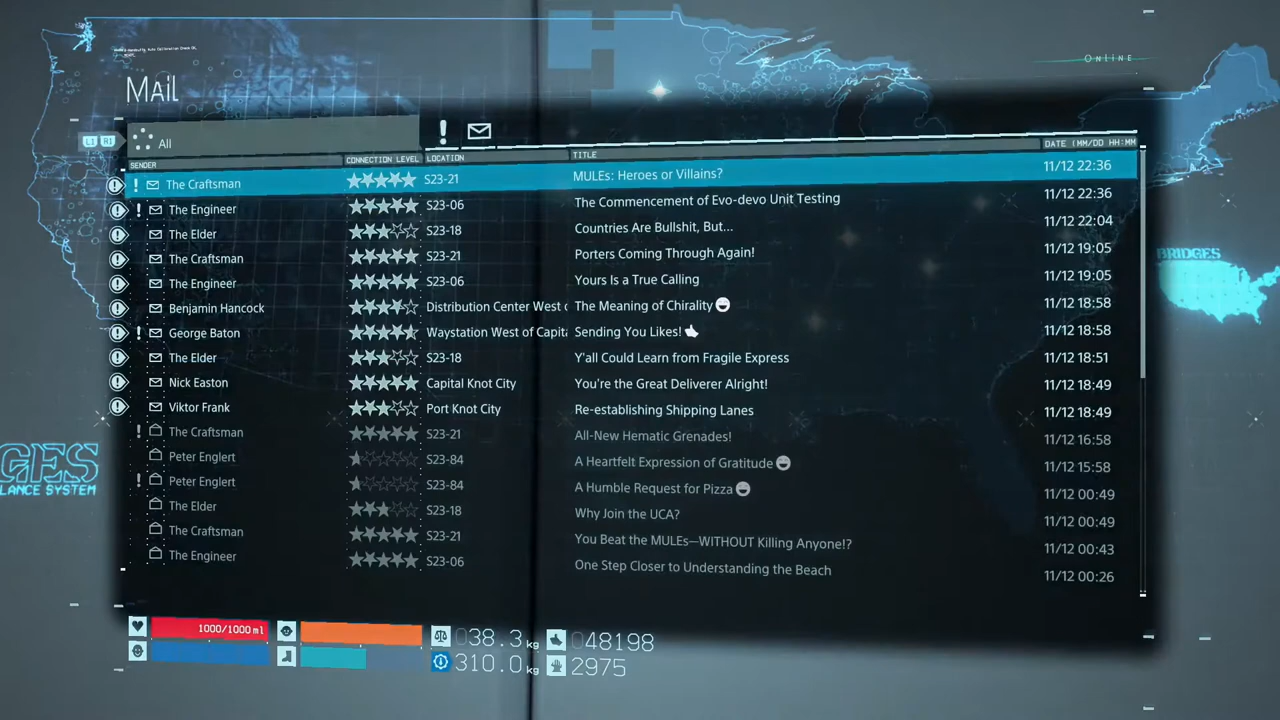 Mail
Online
L1 R1 All
SENDER CONNECTION LEVEL LOCATION TITLE DATE (MM/DD HH:MM
The Craftsman S23-21 MULEs: Heroes or Villains? 11/12 22:36
The Engineer S23-06 The Commencement of Evo-devo Unit Testing 11/12 22:36
The Elder S23-18 Countries Are Bullshit, But... 11/12 22:04
The Craftsman S23-21 Porters Coming Through Again! 11/12 19:05
The Engineer S23-06 Yours Is a True Calling 11/12 19:05
BRIDGES
Benjamin Hancock Distribution Center West The Meaning of Chirality 11/12 18:58
George Baton Waystation West of Capit The Sending You Likes! 11/12 18:58
The Elder S23-18 Y'all Could Learn from Fragile Express 11/12 18:51
Nick Easton Capital Knot City You're the Great Deliverer Alright! 11/12 18:49
Viktor Frank Port Knot City Re-establishing Shipping Lanes 11/12 18:49
The Craftsman S23-21 All-New Hematic Grenades! 11/12 16:58
Peter Englert S23-84 A Heartfelt Expression of Gratitude 11/12 15:58
GES
LANCE SYSTEM
Peter Englert S23-84 A Humble Request for Pizza 11/12 00:49
The Elder S23-18 Why Join the UCA? 11/12 00:49
The Craftsman S23-21 You Beat the MULEs—WITHOUT Killing Anyone!? 11/12 00:43
The Engineer S23-06 One Step Closer to Understanding the Beach 11/12 00:26
1000/1000 ml 038.3 kg 048198
310.0 kg 2975